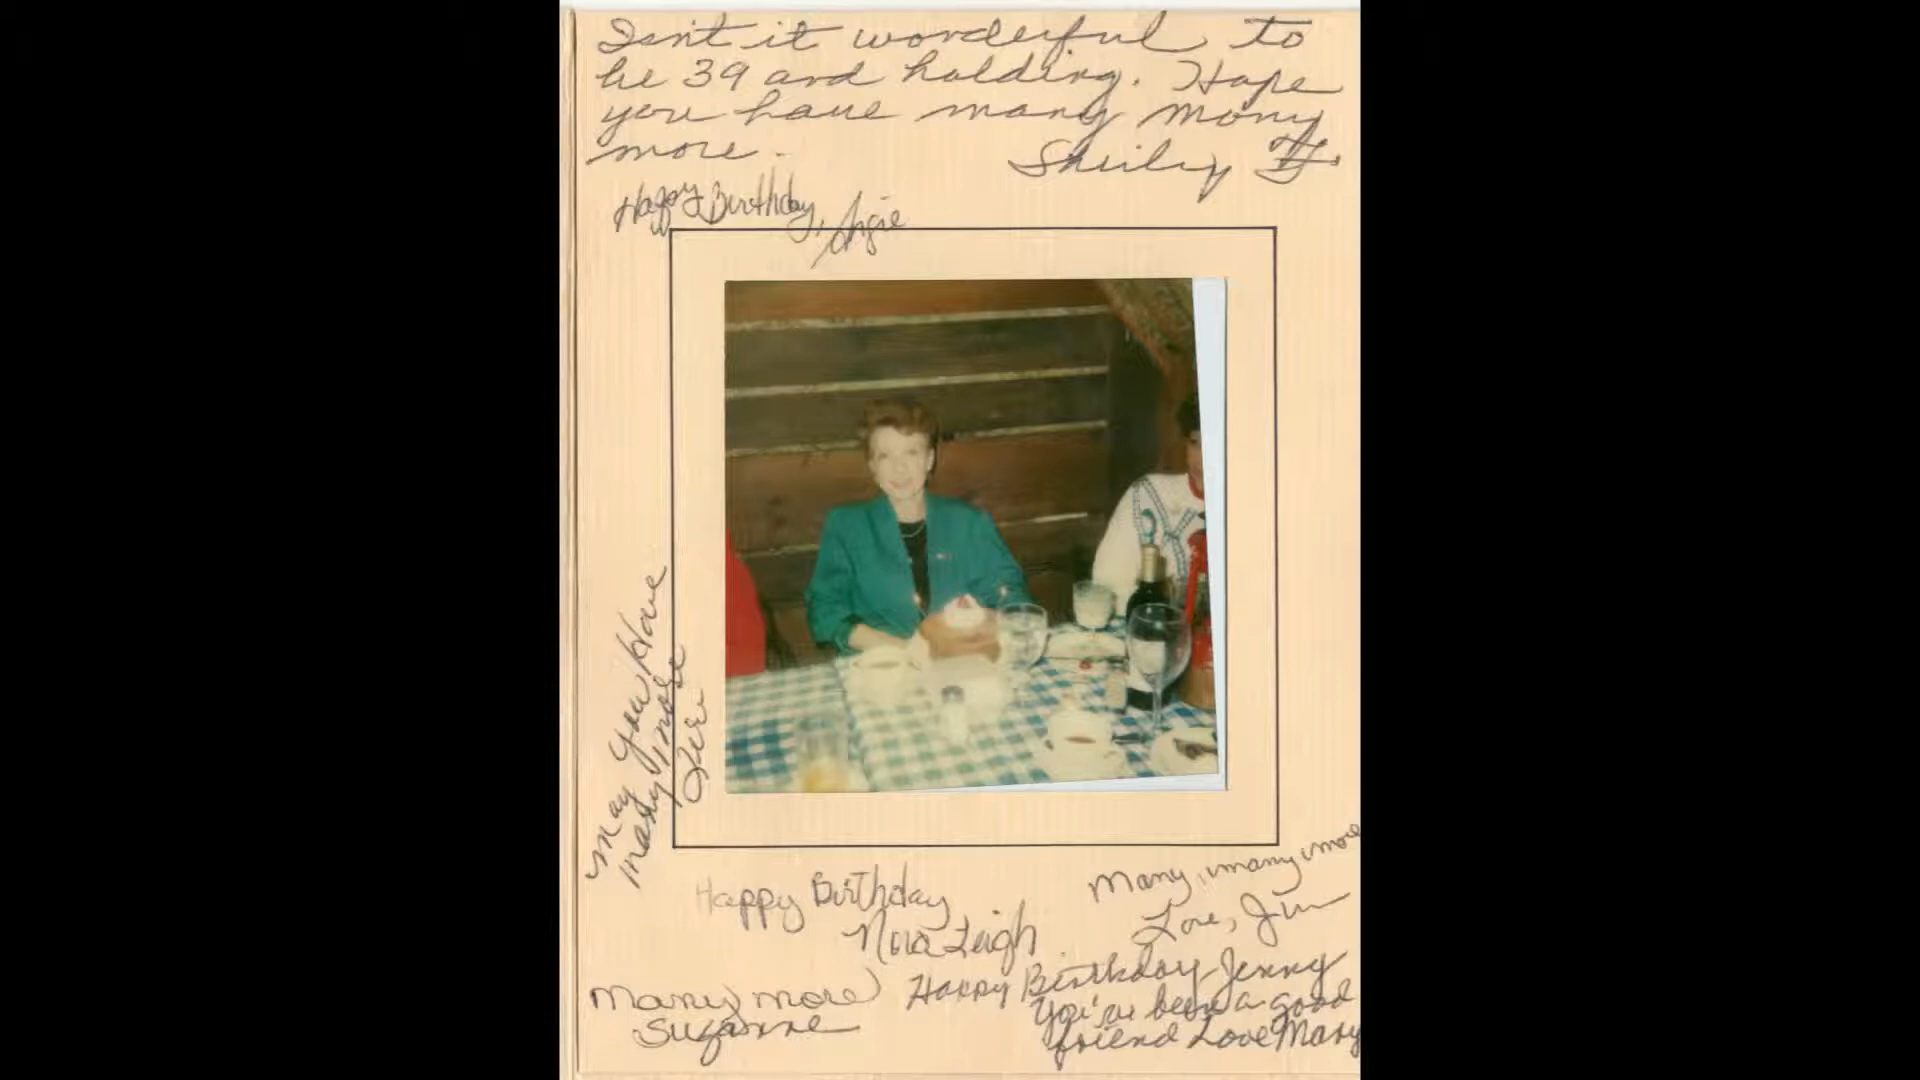 Isn't it wonderful to
be 39 and holding. Hope
you have many many
more.
Shirley
Happy Birthday, Angie
May You Have
many more
Happy Birthday
Nora Leigh
Many, many more
Love, Jim
Many more
Suzanne
Happy Birthday Jenny
You've been a good
friend Love Mary